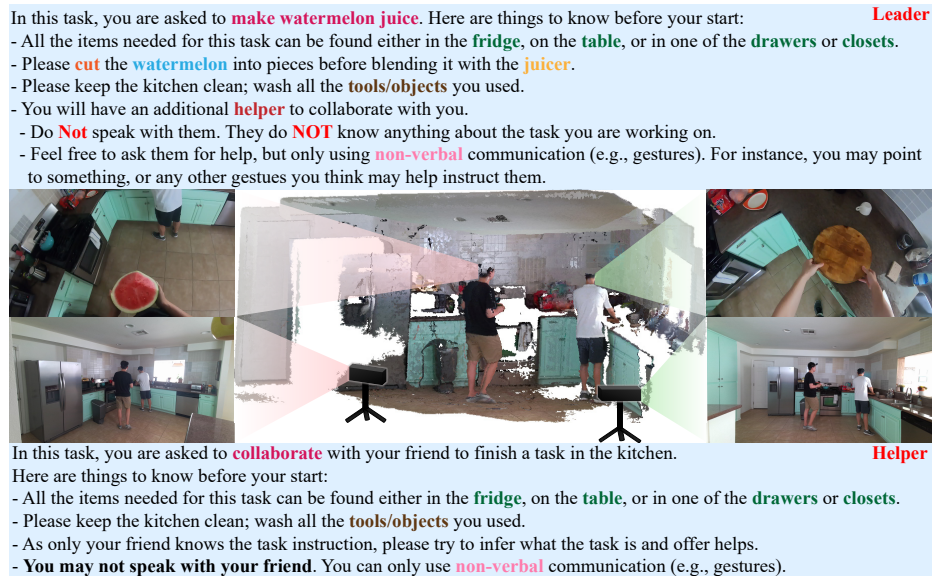 In this task, you are asked to make watermelon juice. Here are things to know before your start:
Leader
- All the items needed for this task can be found either in the fridge, on the table, or in one of the drawers or closets.
- Please cut the watermelon into pieces before blending it with the juicer.
- Please keep the kitchen clean; wash all the tools/objects you used.
- You will have an additional helper to collaborate with you.
- Do Not speak with them. They do NOT know anything about the task you are working on.
- Feel free to ask them for help, but only using non-verbal communication (e.g., gestures). For instance, you may point
to something, or any other gestues you think may help instruct them.
In this task, you are asked to collaborate with your friend to finish a task in the kitchen.
Helper
Here are things to know before your start:
- All the items needed for this task can be found either in the fridge, on the table, or in one of the drawers or closets.
- Please keep the kitchen clean; wash all the tools/objects you used.
- As only your friend knows the task instruction, please try to infer what the task is and offer helps.
- You may not speak with your friend. You can only use non-verbal communication (e.g., gestures).